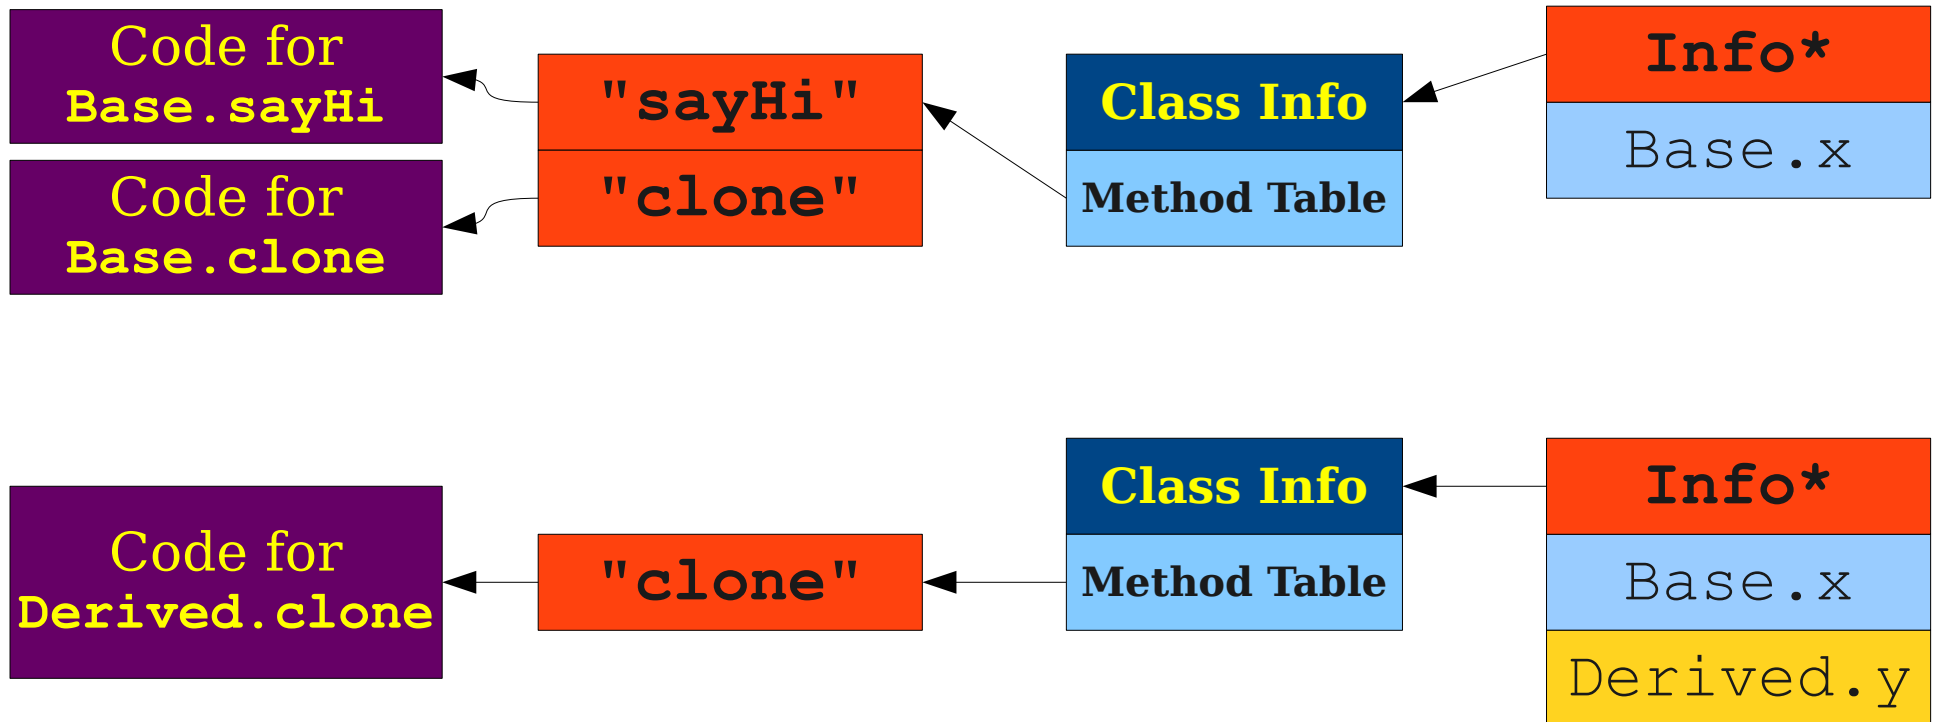 Code for
Base.sayHi
Code for
Base.clone
"sayHi"
"clone"
Class Info
Method Table
Info*
Base.x
Code for
Derived.clone
"clone"
Class Info
Method Table
Info*
Base.x
Derived.y